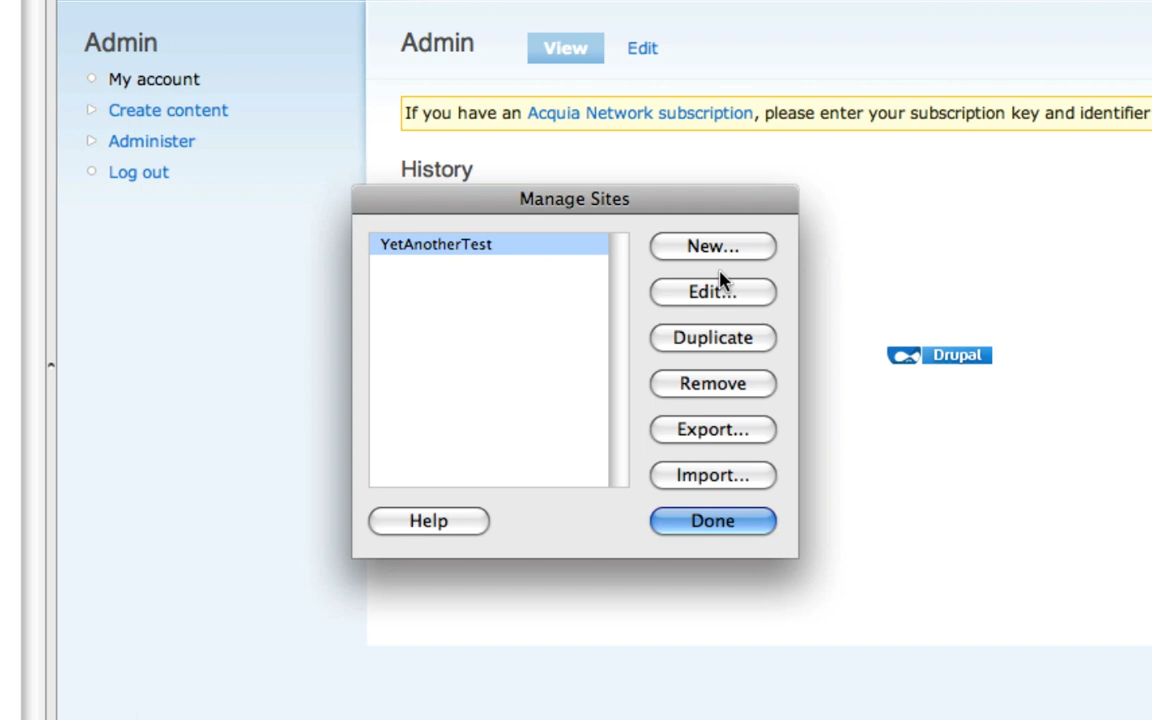 Admin
My account
Create content
Administer
Log out
Admin
View
Edit
If you have an Acquia Network subscription, please enter your subscription key and identifier
History
Manage Sites
YetAnotherTest
New...
Edit...
Duplicate
Remove
Export...
Import...
Help
Done
Drupal